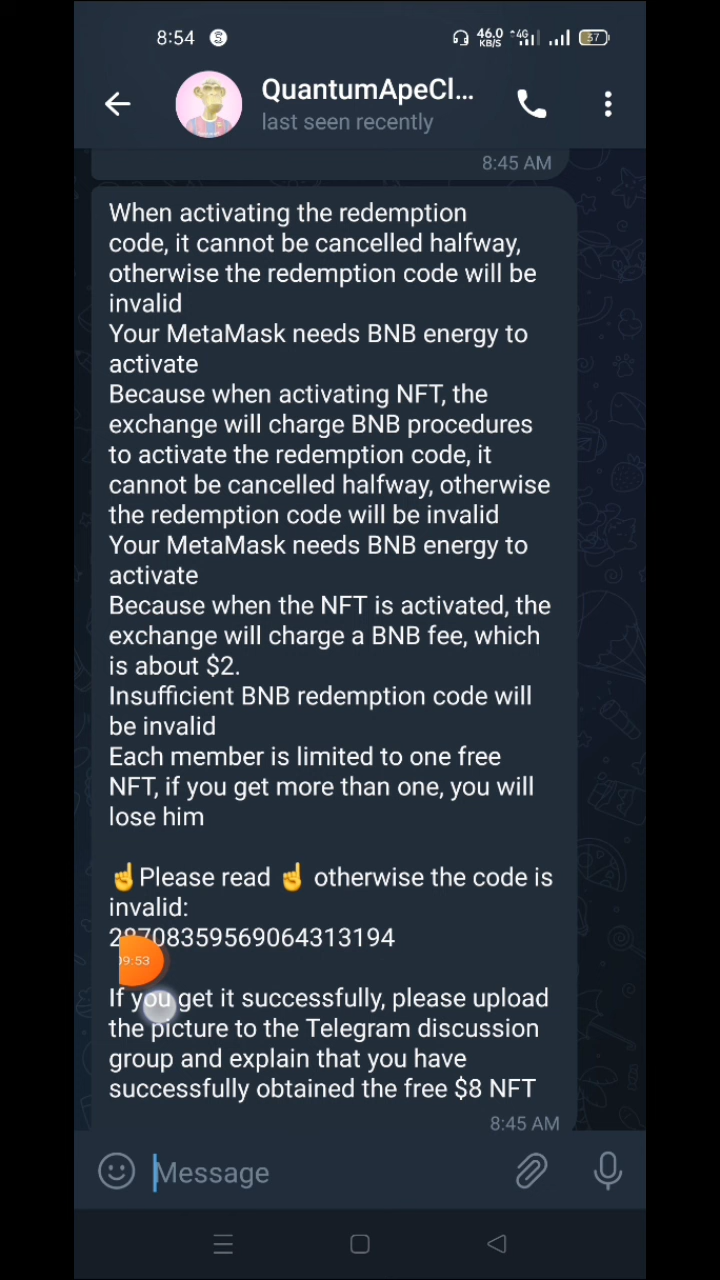 8:54
46.0
KB/S
4G
37
QuantumApeCl...
last seen recently
8:45 AM
When activating the redemption
code, it cannot be cancelled halfway,
otherwise the redemption code will be
invalid
Your MetaMask needs BNB energy to
activate
Because when activating NFT, the
exchange will charge BNB procedures
to activate the redemption code, it
cannot be cancelled halfway, otherwise
the redemption code will be invalid
Your MetaMask needs BNB energy to
activate
Because when the NFT is activated, the
exchange will charge a BNB fee, which
is about $2.
Insufficient BNB redemption code will
be invalid
Each member is limited to one free
NFT, if you get more than one, you will
lose him
☝Please read ☝ otherwise the code is
invalid:
28708359569064313194
09:53
If you get it successfully, please upload
the picture to the Telegram discussion
group and explain that you have
successfully obtained the free $8 NFT
8:45 AM
Message